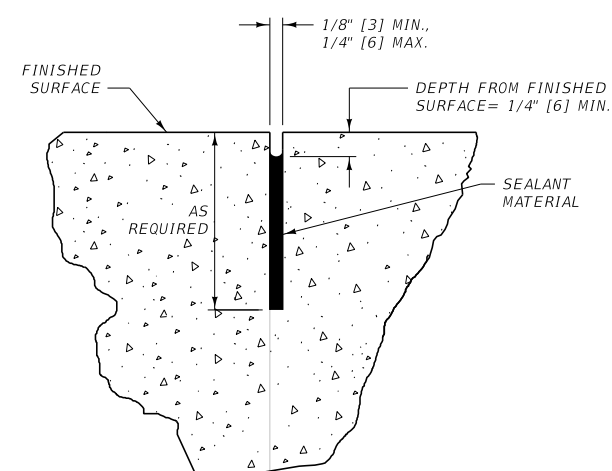 1/8" [3] MIN.,
1/4" [6] MAX.
FINISHED
SURFACE
DEPTH FROM FINISHED
SURFACE= 1/4" [6] MIN.
SEALANT
MATERIAL
AS
REQUIRED